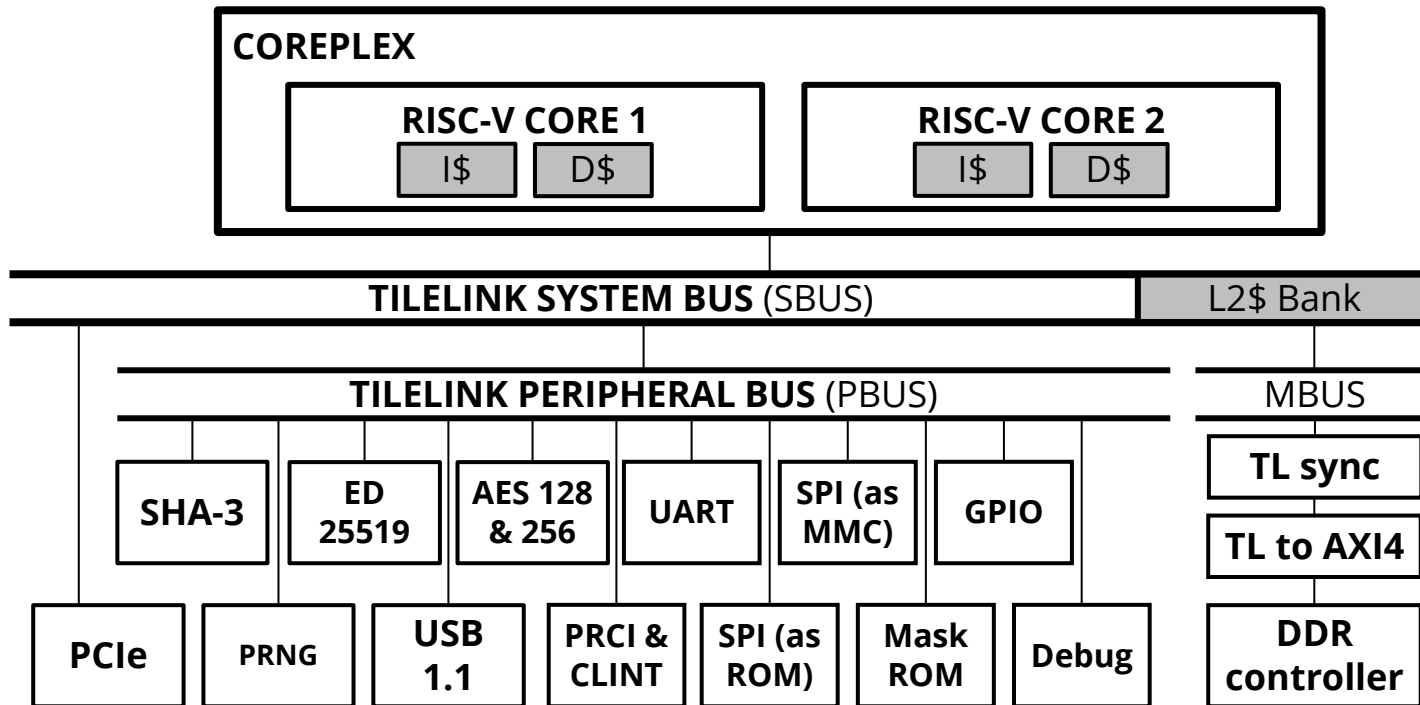 COREPLEX
RISC-V CORE 1
I$
D$
RISC-V CORE 2
I$
D$
TILELINK SYSTEM BUS (SBUS)
L2$ Bank
TILELINK PERIPHERAL BUS (PBUS)
MBUS
SHA-3
ED
25519
AES 128
& 256
UART
SPI (as
MMC)
GPIO
TL sync
TL to AXI4
PCIe
PRNG
USB
1.1
PRCI &
CLINT
SPI (as
ROM)
Mask
ROM
Debug
DDR
controller